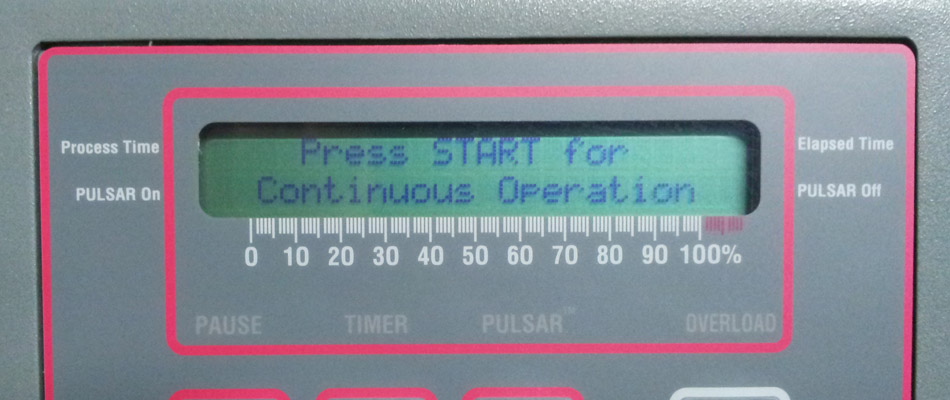 Process Time
PULSAR On
Press START for
Continuous Operation
Elapsed Time
PULSAR Off
0 10 20 30 40 50 60 70 80 90 100%
PAUSE TIMER PULSAR™ OVERLOAD